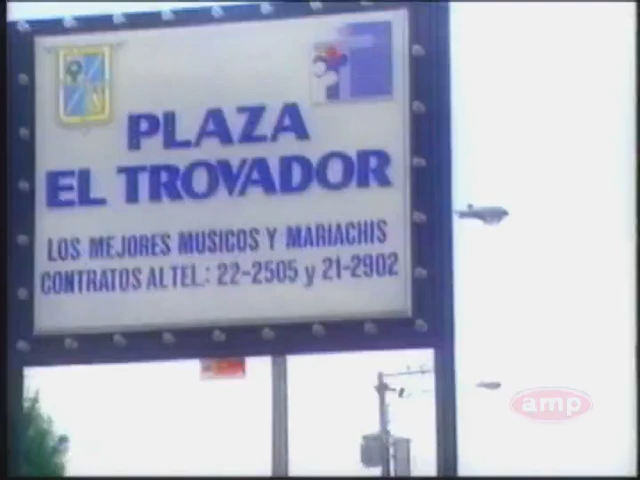 PLAZA
EL TROVADOR
LOS MEJORES MUSICOS Y MARIACHIS
CONTRATOS AL TEL.: 22-2505 y 21-2902
amp